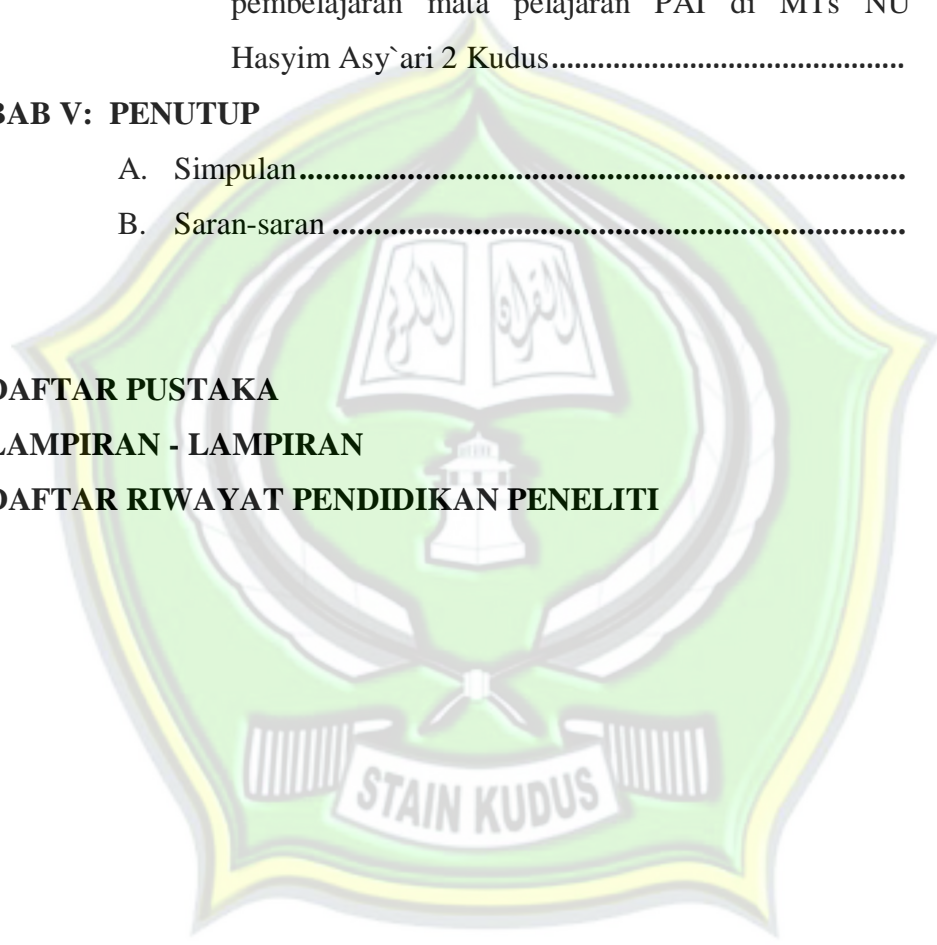 pembelajaran mata pelajaran PAI di MTs NU
Hasyim Asy`ari 2 Kudus..............................................
BAB V: PENUTUP
A. Simpulan..........................................................................
B. Saran-saran ......................................................................
DAFTAR PUSTAKA
LAMPIRAN - LAMPIRAN
DAFTAR RIWAYAT PENDIDIKAN PENELITI
STAIN KUDUS